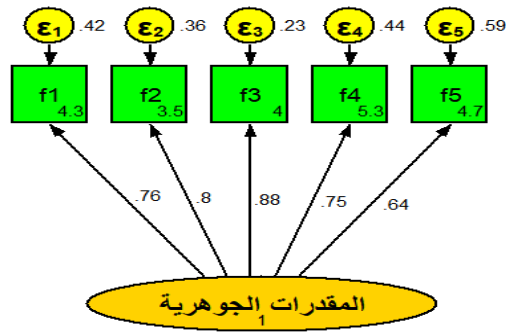 ε1 .42 ε2 .36 ε3 .23 ε4 .44 ε5 .59
f1 4.3 f2 3.5 f3 4 f4 5.3 f5 4.7
.76 .8 .88 .75 .64
المقدرات الجوهرية
1